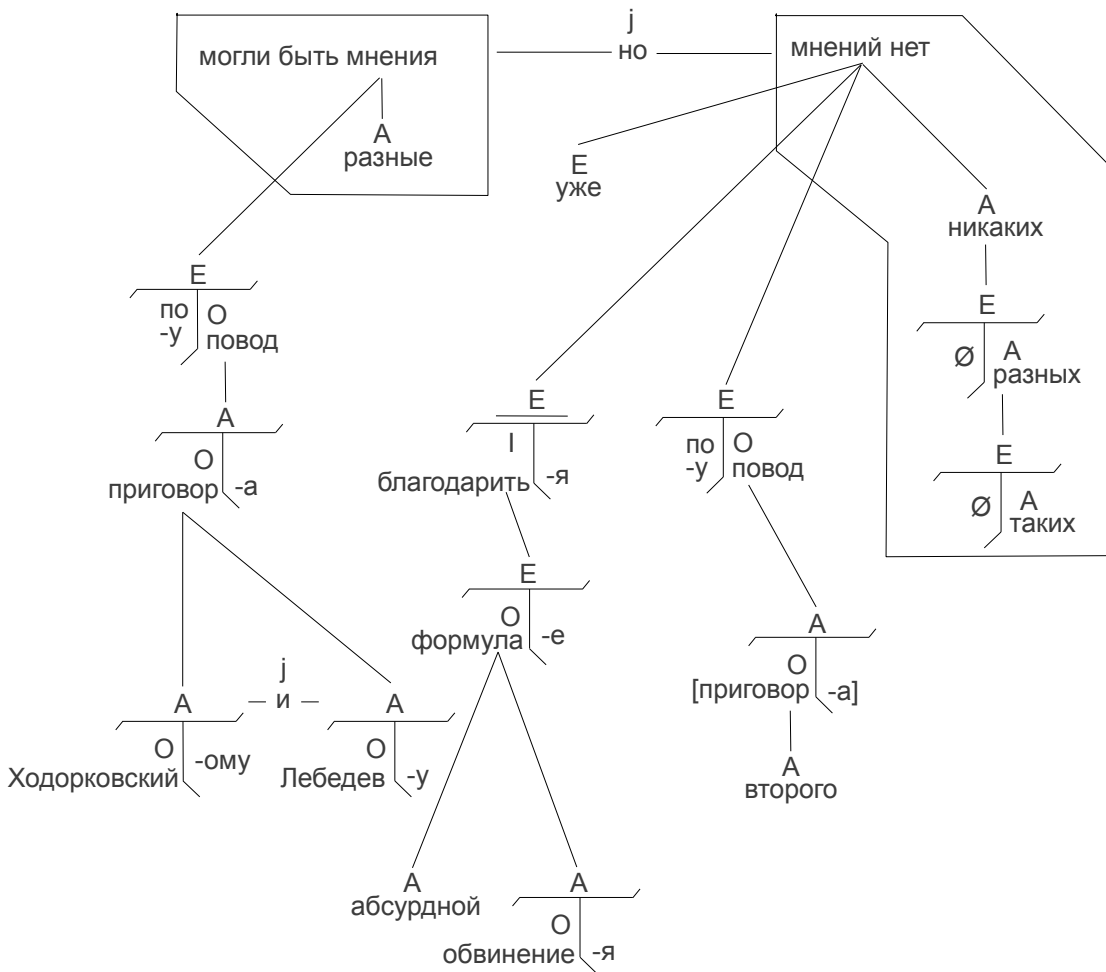 j
могли быть мнения
но
мнений нет
А
разные
Е
уже
А
никаких
Е
по
-у
О
повод
Е
Ø
А
разных
А
О
приговор
-а
Е
I
благодарить
-я
Е
по
-у
О
повод
Е
Ø
А
таких
Е
О
формула
-е
А
О
[приговор
-а]
j
А
и
А
О
Ходорковский
-ому
О
Лебедев
-у
А
второго
А
абсурдной
А
О
обвинение
-я